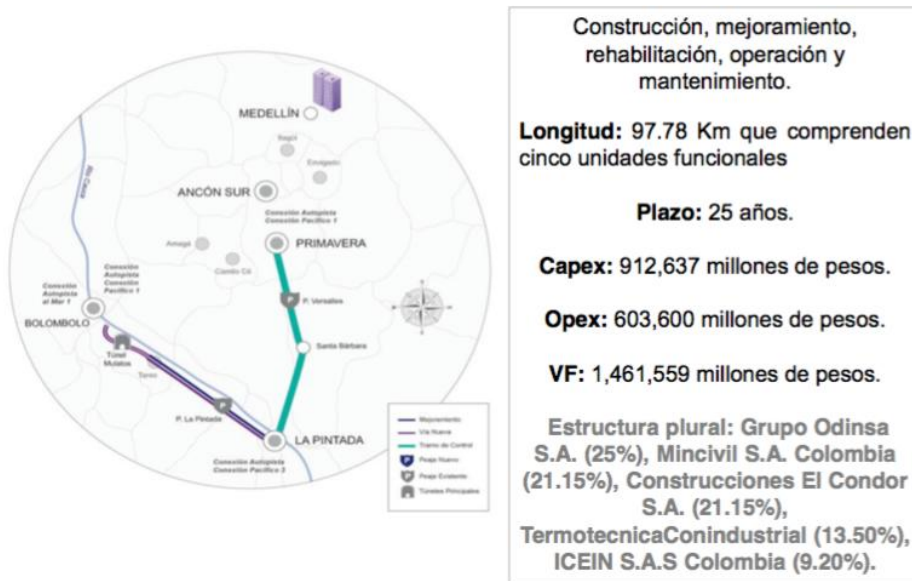 MEDELLÍN
Itagüí
Envigado
ANCÓN SUR
Conexión Autopista
Conexión Pacífico 1
PRIMAVERA
Amagá
Río Cauca
Conexión
Autopista
Conexión
Pacífico 1
Conexión
Autopista
al Mar 1
P. Versalles
BOLOMBOLO
Túnel
Mulatos
Santa Bárbara
Tarso
P. La Pintada
LA PINTADA
Conexión Autopista
Conexión Pacífico 3
Mejoramiento
Vía Nueva
Tramo de Control
Peaje Nuevo
Peaje Existente
Túneles Principales
Construcción, mejoramiento,
rehabilitación, operación y
mantenimiento.
Longitud: 97.78 Km que comprenden
cinco unidades funcionales
Plazo: 25 años.
Capex: 912,637 millones de pesos.
Opex: 603,600 millones de pesos.
VF: 1,461,559 millones de pesos.
Estructura plural: Grupo Odinsa
S.A. (25%), Mincivil S.A. Colombia
(21.15%), Construcciones El Condor
S.A. (21.15%),
TermotecnicaConindustrial (13.50%),
ICEIN S.A.S Colombia (9.20%).